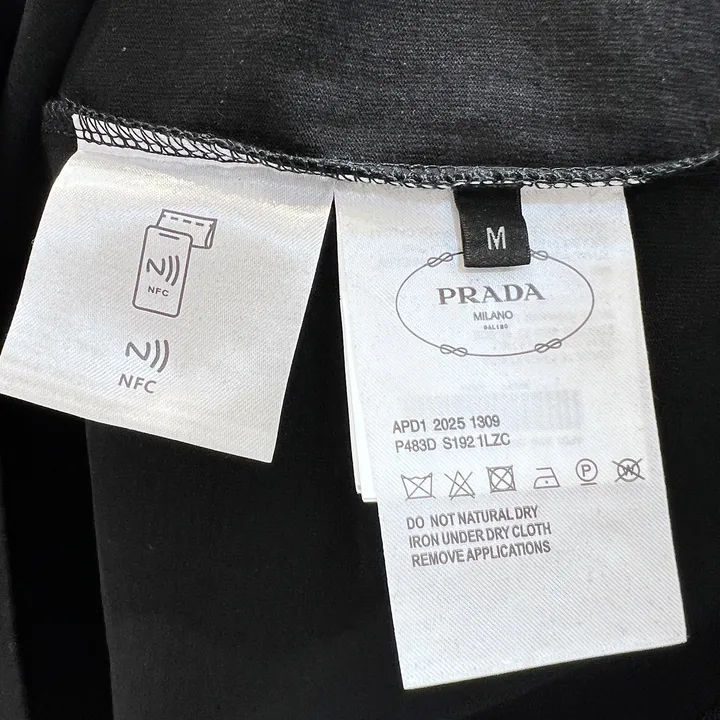 NFC
NFC
M
PRADA
MILANO
APD1 2025 1309
P483D S192 1LZC
P
W
DO NOT NATURAL DRY
IRON UNDER DRY CLOTH
REMOVE APPLICATIONS